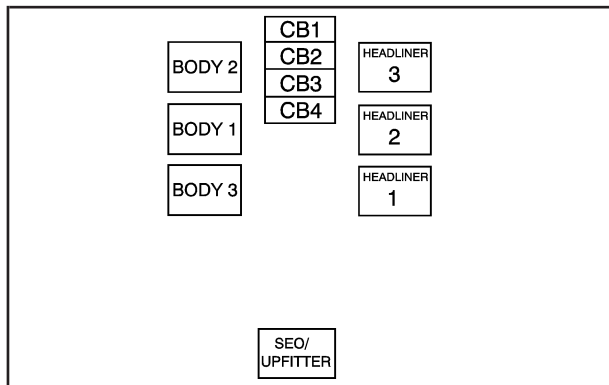 CB1
CB2
CB3
CB4
BODY 2
BODY 1
BODY 3
HEADLINER
3
HEADLINER
2
HEADLINER
1
SEO/
UPFITTER